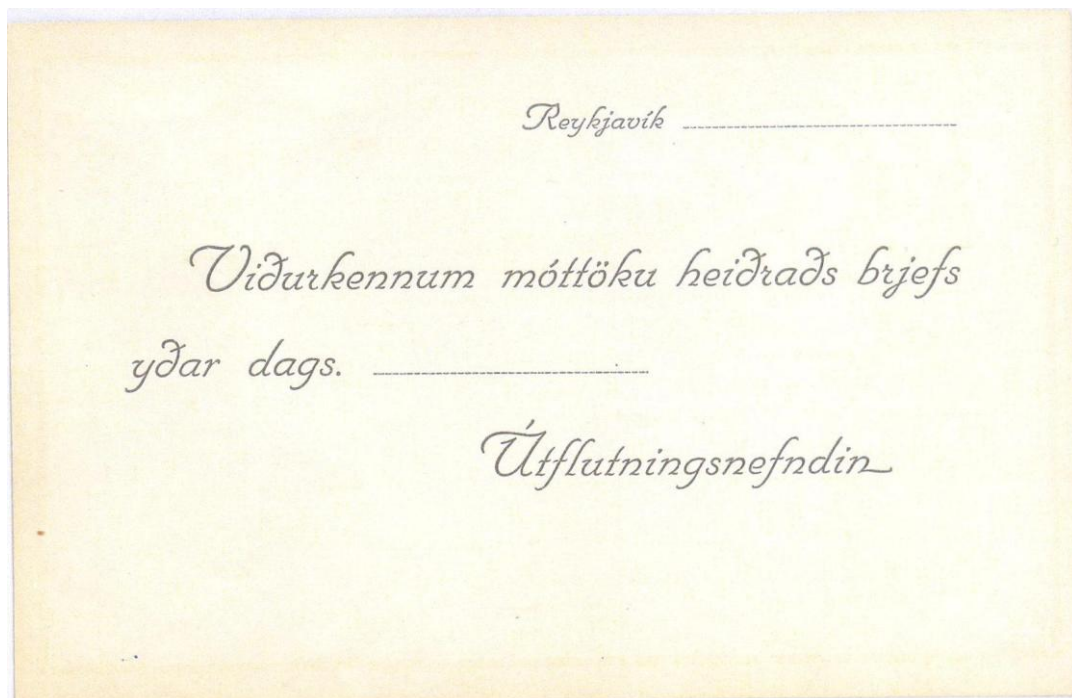 Reykjavík
Viðurkennum móttöku heiðraðs brjefs
yðar dags.
Útflutningsnefndin